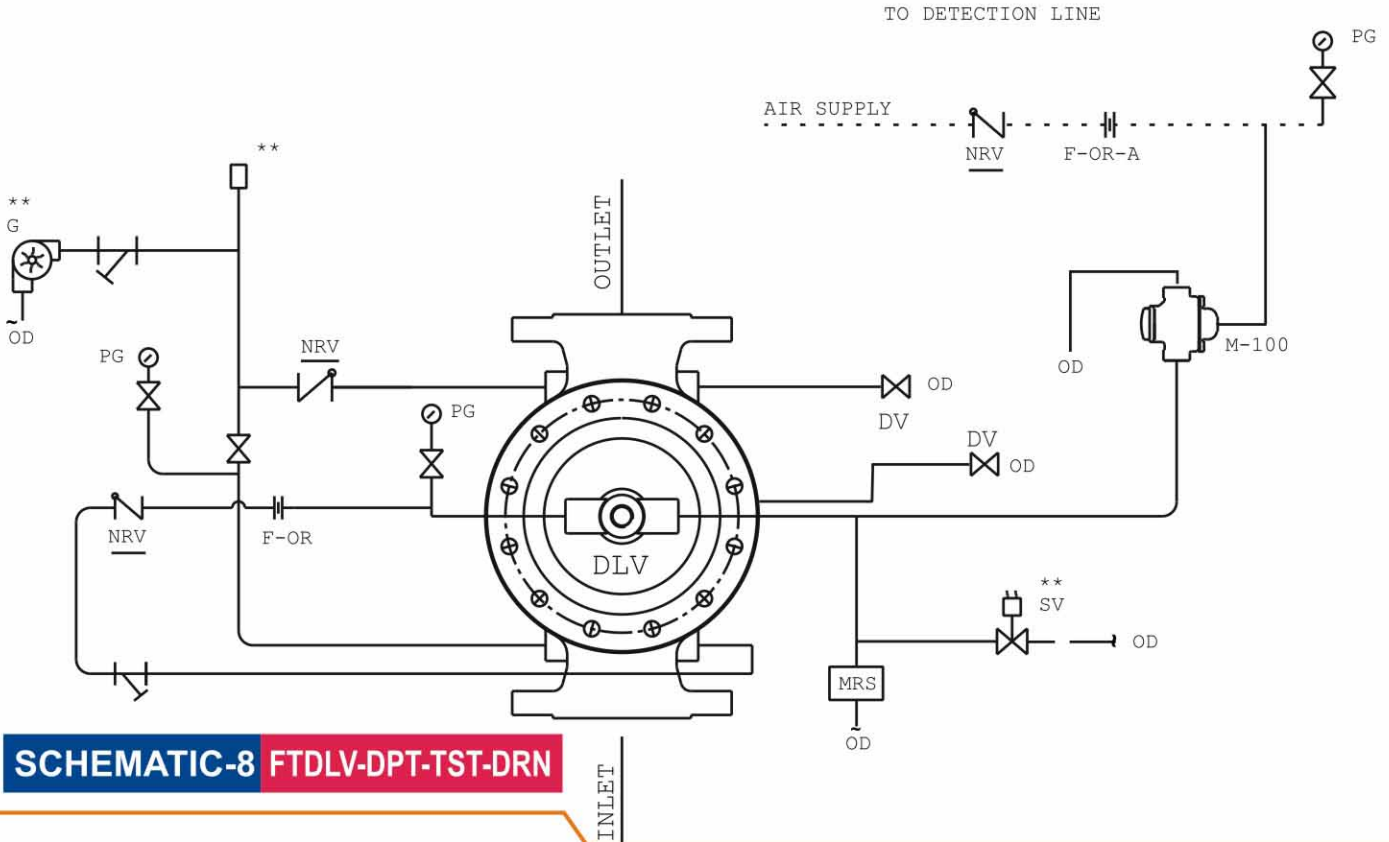 TO DETECTION LINE
PG
AIR SUPPLY
NRV
F-OR-A
**
**
G
OD
OUTLET
M-100
OD
PG
NRV
PG
OD
DV
DV
OD
NRV
F-OR
DLV
**
SV
OD
MRS
OD
SCHEMATIC-8 FTDLV-DPT-TST-DRN
INLET